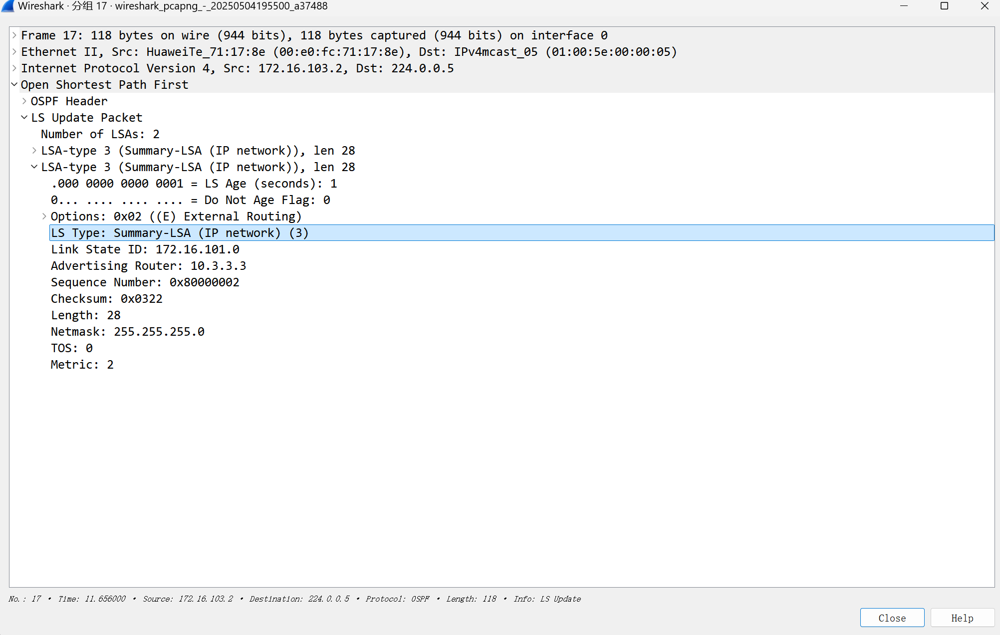 Wireshark · 分组 17 · wireshark_pcapng_-_20250504195500_a37488
Frame 17: 118 bytes on wire (944 bits), 118 bytes captured (944 bits) on interface 0
Ethernet II, Src: HuaweiTe_71:17:8e (00:e0:fc:71:17:8e), Dst: IPv4mcast_05 (01:00:5e:00:00:05)
Internet Protocol Version 4, Src: 172.16.103.2, Dst: 224.0.0.5
Open Shortest Path First
OSPF Header
LS Update Packet
Number of LSAs: 2
LSA-type 3 (Summary-LSA (IP network)), len 28
LSA-type 3 (Summary-LSA (IP network)), len 28
.000 0000 0000 0001 = LS Age (seconds): 1
0... .... .... .... = Do Not Age Flag: 0
Options: 0x02 ((E) External Routing)
LS Type: Summary-LSA (IP network) (3)
Link State ID: 172.16.101.0
Advertising Router: 10.3.3.3
Sequence Number: 0x80000002
Checksum: 0x0322
Length: 28
Netmask: 255.255.255.0
TOS: 0
Metric: 2
No.: 17 · Time: 11.656000 · Source: 172.16.103.2 · Destination: 224.0.0.5 · Protocol: OSPF · Length: 118 · Info: LS Update
Close
Help